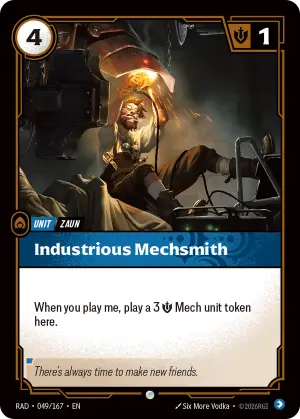 4
1
UNIT ZAUN
Industrious Mechsmith
When you play me, play a 3 Mech unit token
here.
There's always time to make new friends.
RAD • 049/167 • EN
Six More Vodka • ©2026RGI